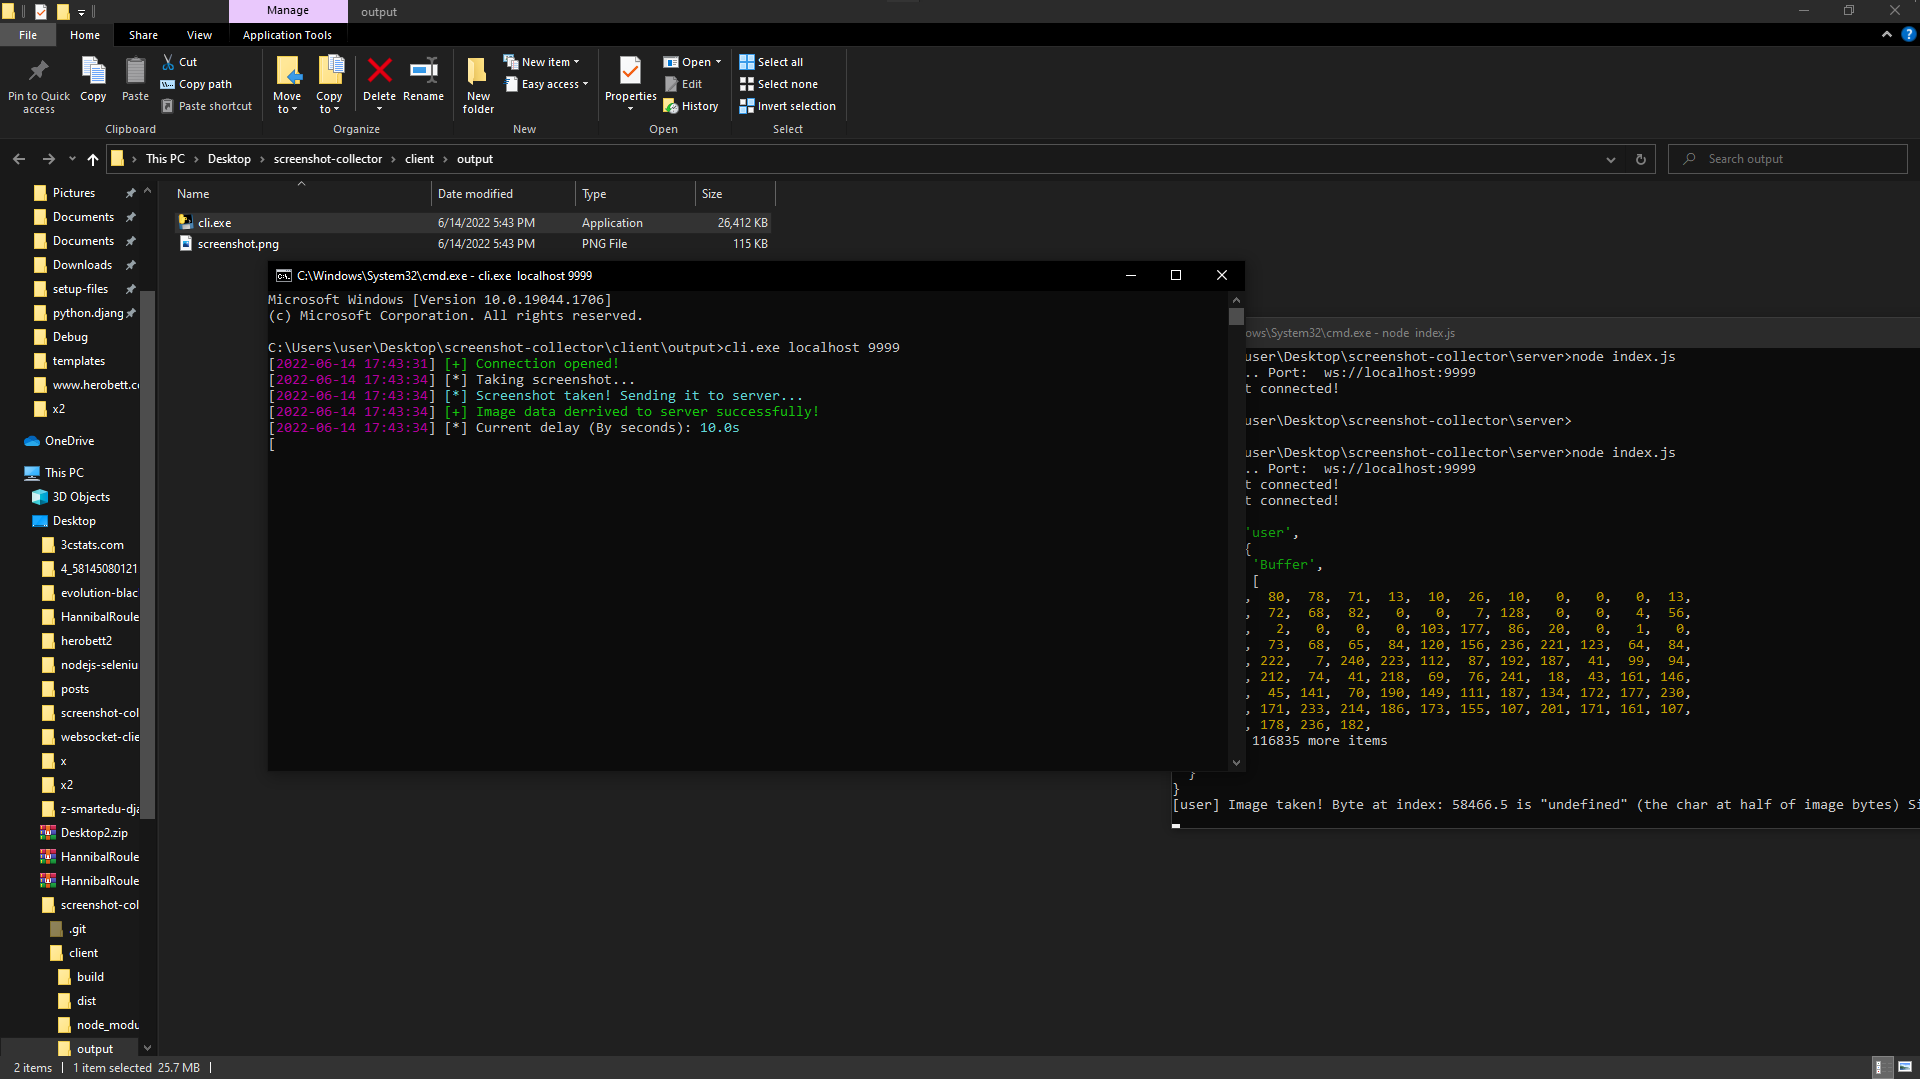 Manage
output
File
Home
Share
View
Application Tools
Pin to Quick access
Copy
Paste
Cut
Copy path
Paste shortcut
Clipboard
Move to
Copy to
Delete
Rename
Organize
New folder
New item
Easy access
New
Properties
Open
Edit
History
Open
Select all
Select none
Invert selection
Select
This PC > Desktop > screenshot-collector > client > output
Search output
Name
Date modified
Type
Size
cli.exe 6/14/2022 5:43 PM Application 26,412 KB
screenshot.png 6/14/2022 5:43 PM PNG File 115 KB
Pictures
Documents
Documents
Downloads
setup-files
python.djang
Debug
templates
www.herobett.c
x2
OneDrive
This PC
3D Objects
Desktop
3cstats.com
4_58145080121
evolution-blac
HannibalRoule
herobett2
nodejs-seleniu
posts
screenshot-col
websocket-clie
x
x2
z-smartedu-dja
Desktop2.zip
HannibalRoule
HannibalRoule
screenshot-col
.git
client
build
dist
node_modu
output
2 items
1 item selected 25.7 MB
C:\Windows\System32\cmd.exe - cli.exe localhost 9999
Microsoft Windows [Version 10.0.19044.1706]
(c) Microsoft Corporation. All rights reserved.
C:\Users\user\Desktop\screenshot-collector\client\output>cli.exe localhost 9999
[2022-06-14 17:43:31] [+] Connection opened!
[2022-06-14 17:43:34] [*] Taking screenshot...
[2022-06-14 17:43:34] [*] Screenshot taken! Sending it to server...
[2022-06-14 17:43:34] [+] Image data derrived to server successfully!
[2022-06-14 17:43:34] [*] Current delay (By seconds): 10.0s
[
ows\System32\cmd.exe - node index.js
user\Desktop\screenshot-collector\server>node index.js
.. Port: ws://localhost:9999
t connected!
user\Desktop\screenshot-collector\server>
user\Desktop\screenshot-collector\server>node index.js
.. Port: ws://localhost:9999
t connected!
t connected!
'user',
{
'Buffer',
[
, 80, 78, 71, 13, 10, 26, 10, 0, 0, 0, 13,
, 72, 68, 82, 0, 0, 7, 128, 0, 0, 4, 56,
, 2, 0, 0, 0, 103, 177, 86, 20, 0, 1, 0,
, 73, 68, 65, 84, 120, 156, 236, 221, 123, 64, 84,
, 222, 7, 240, 223, 112, 87, 192, 187, 41, 99, 94,
, 212, 74, 41, 218, 69, 76, 241, 18, 43, 161, 146,
, 45, 141, 70, 190, 149, 111, 187, 134, 172, 177, 230,
, 171, 233, 214, 186, 173, 155, 107, 201, 171, 161, 107,
, 178, 236, 182,
116835 more items
}
}
[user] Image taken! Byte at index: 58466.5 is "undefined" (the char at half of image bytes) Si